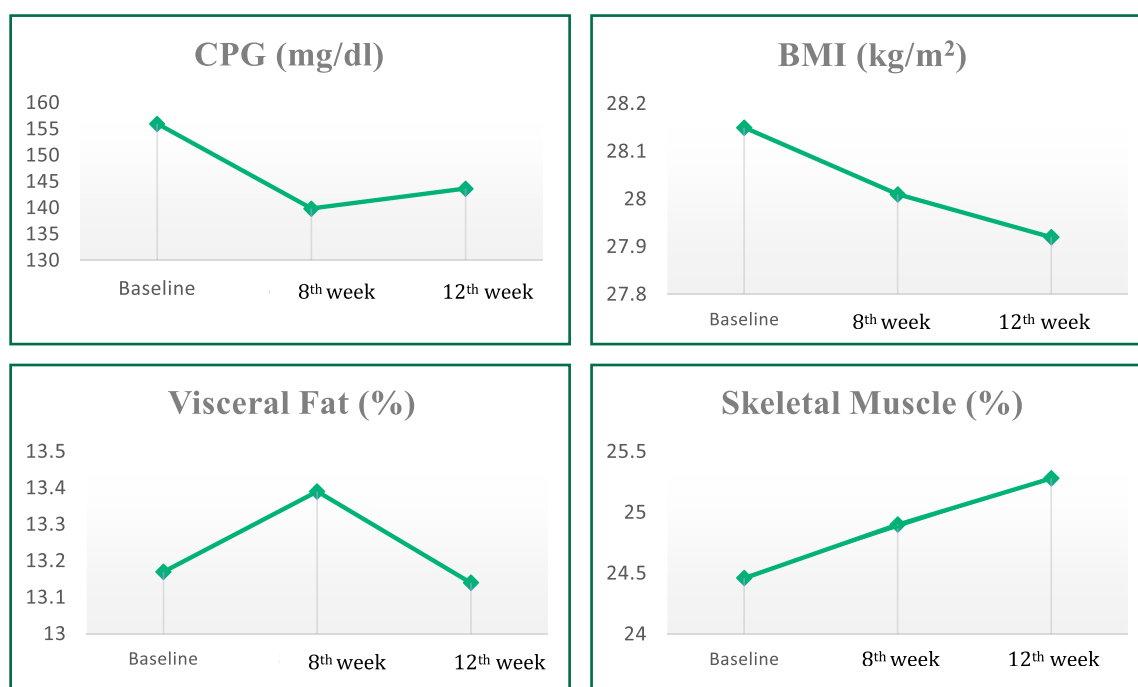 CPG (mg/dl)
160
155
150
145
140
135
130
Baseline 8th week 12th week
BMI (kg/m²)
28.2
28.1
28
27.9
27.8
Baseline 8th week 12th week
Visceral Fat (%)
13.5
13.4
13.3
13.2
13.1
13
Baseline 8th week 12th week
Skeletal Muscle (%)
25.5
25
24.5
24
Baseline 8th week 12th week